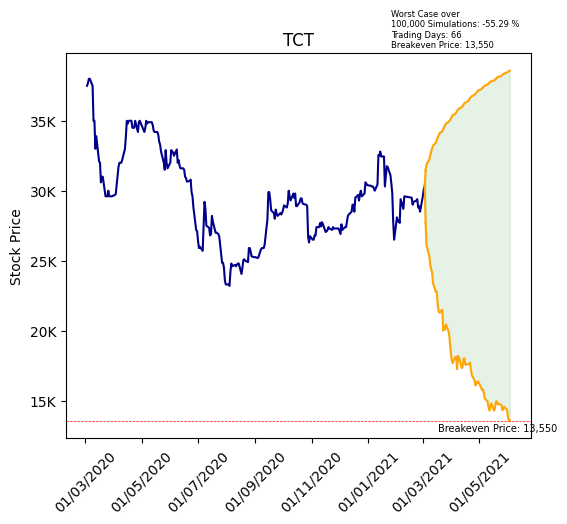 Worst Case over
100,000 Simulations: -55.29 %
Trading Days: 66
Breakeven Price: 13,550
TCT
Stock Price
35K
30K
25K
20K
15K
Breakeven Price: 13,550
01/03/2020
01/05/2020
01/07/2020
01/09/2020
01/11/2020
01/01/2021
01/03/2021
01/05/2021